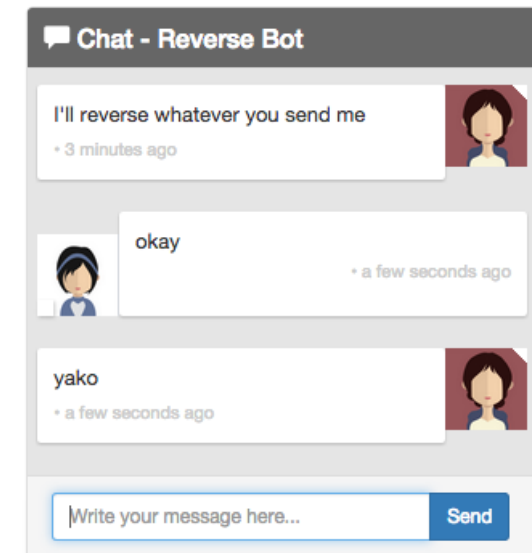 Chat - Reverse Bot
I'll reverse whatever you send me
• 3 minutes ago
okay
• a few seconds ago
yako
• a few seconds ago
Write your message here...
Send